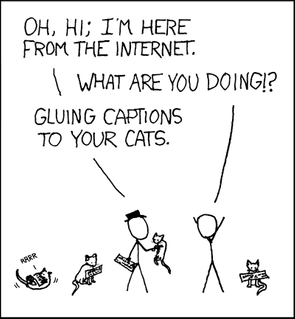 OH, HI; I'M HERE
FROM THE INTERNET.
WHAT ARE YOU DOING!?
GLUING CAPTIONS
TO YOUR CATS.
RRRR